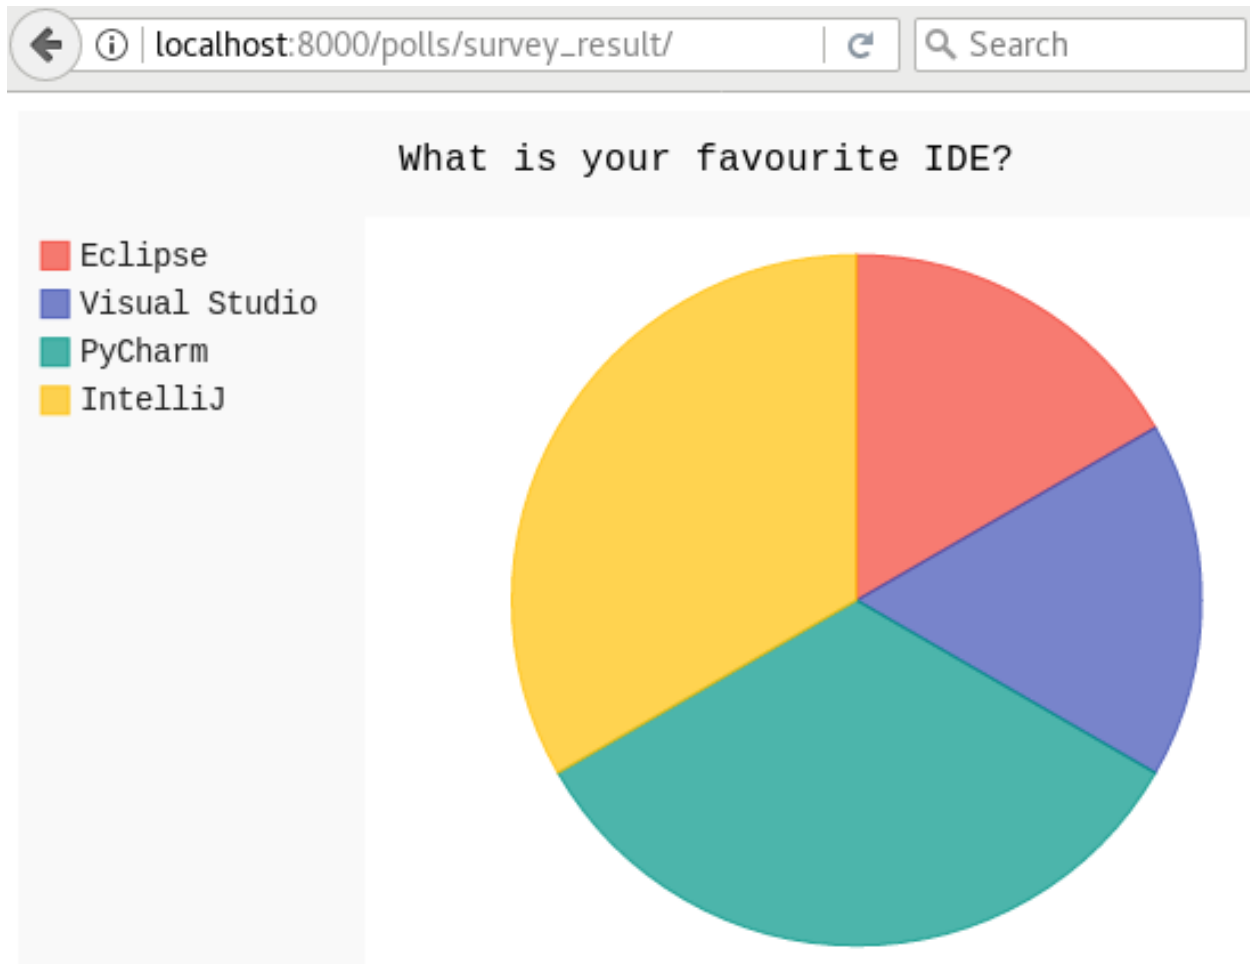 localhost:8000/polls/survey_result/
Search
What is your favourite IDE?
Eclipse
Visual Studio
PyCharm
IntelliJ